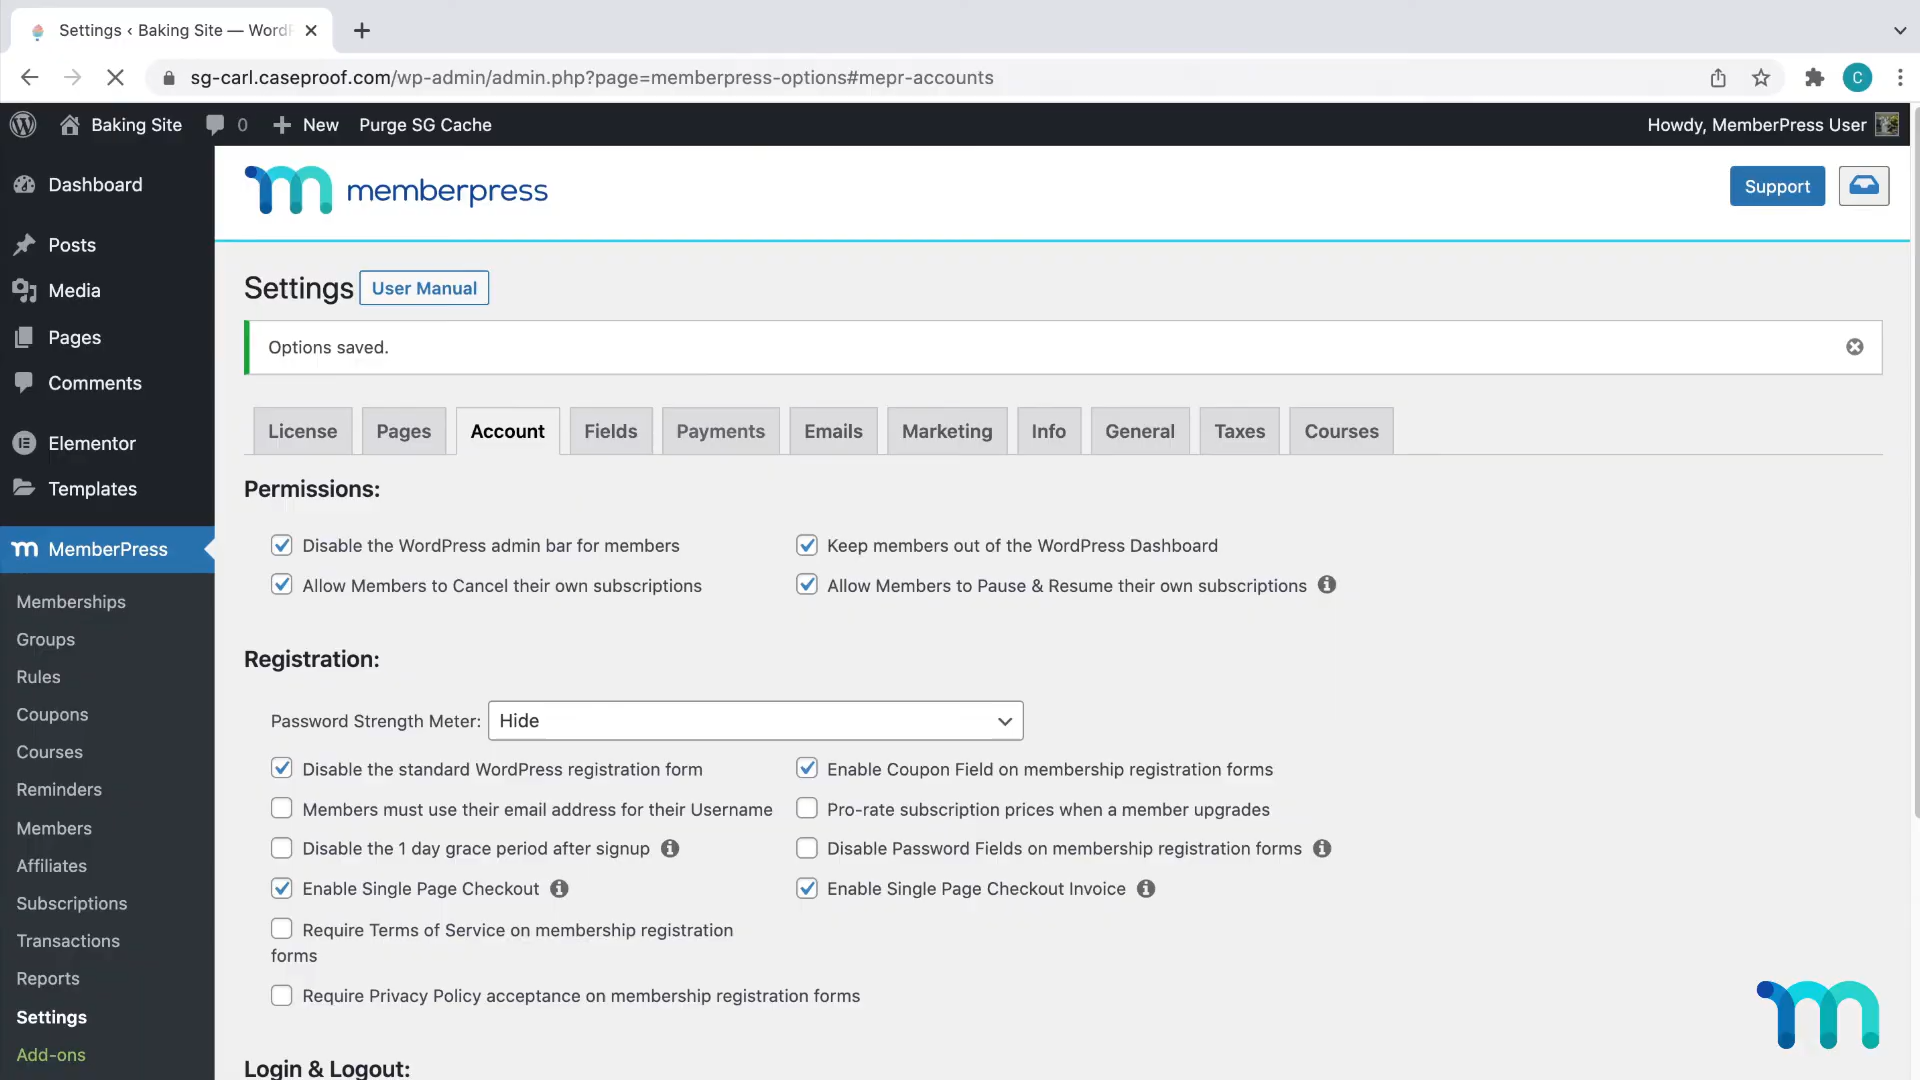 Settings ‹ Baking Site — WordP
sg-carl.caseproof.com/wp-admin/admin.php?page=memberpress-options#mepr-accounts
C
Baking Site 0 New Purge SG Cache Howdy, MemberPress User
memberpress
Support
Dashboard
Posts
Media
Pages
Comments
Elementor
Templates
MemberPress
Memberships
Groups
Rules
Coupons
Courses
Reminders
Members
Affiliates
Subscriptions
Transactions
Reports
Settings
Add-ons
Settings User Manual
Options saved.
License Pages Account Fields Payments Emails Marketing Info General Taxes Courses
Permissions:
Disable the WordPress admin bar for members Keep members out of the WordPress Dashboard
Allow Members to Cancel their own subscriptions Allow Members to Pause & Resume their own subscriptions
Registration:
Password Strength Meter: Hide
Disable the standard WordPress registration form Enable Coupon Field on membership registration forms
Members must use their email address for their Username Pro-rate subscription prices when a member upgrades
Disable the 1 day grace period after signup Disable Password Fields on membership registration forms
Enable Single Page Checkout Enable Single Page Checkout Invoice
Require Terms of Service on membership registration
forms
Require Privacy Policy acceptance on membership registration forms
Login & Logout: